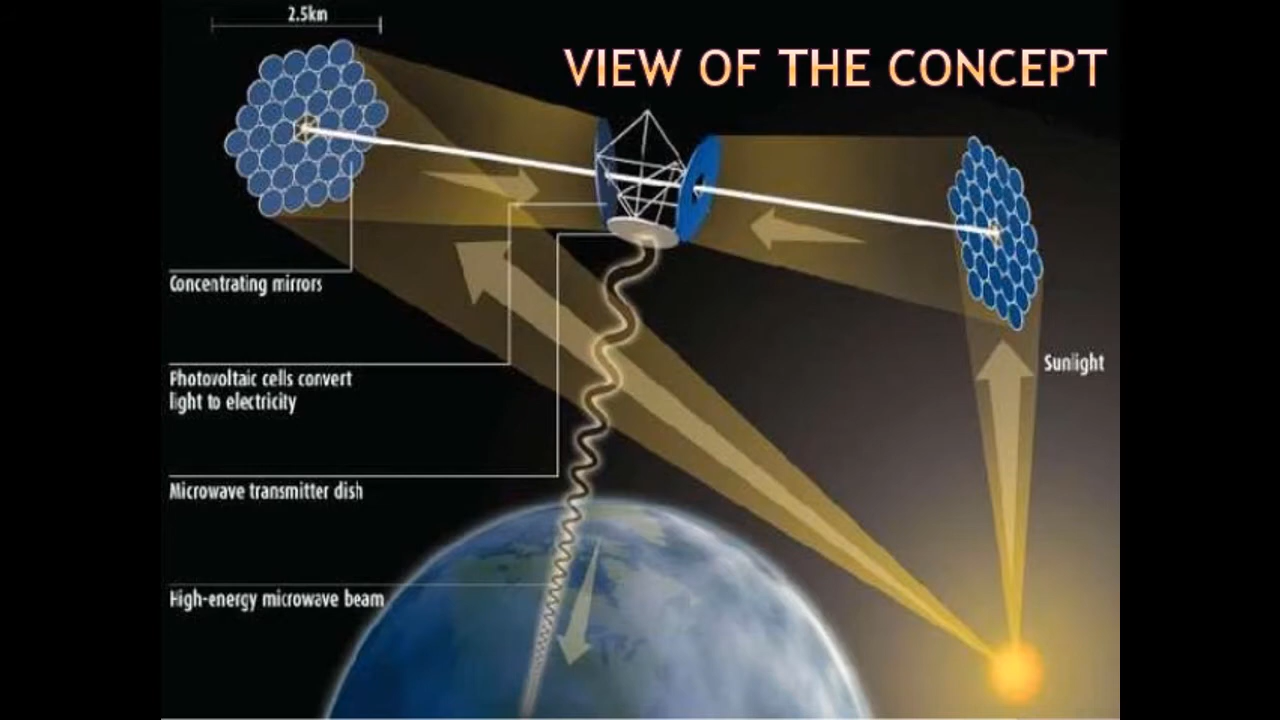 2.5km
VIEW OF THE CONCEPT
Concentrating mirrors
Sunlight
Photovoltaic cells convert
light to electricity
Microwave transmitter dish
High-energy microwave beam